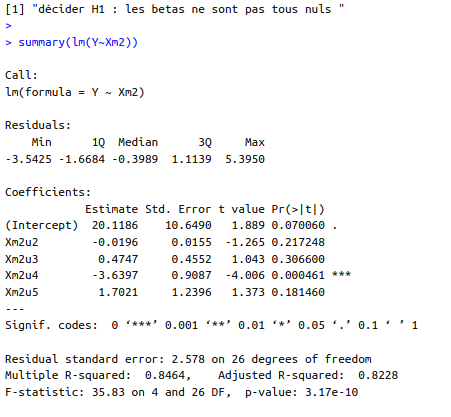 [1] "décider H1 : les betas ne sont pas tous nuls "
>
> summary(lm(Y~Xm2))
Call:
lm(formula = Y ~ Xm2)
Residuals:
Min 1Q Median 3Q Max
-3.5425 -1.6684 -0.3989 1.1139 5.3950
Coefficients:
Estimate Std. Error t value Pr(>|t|)
(Intercept) 20.1186 10.6490 1.889 0.070060 .
Xm2u2 -0.0196 0.0155 -1.265 0.217248
Xm2u3 0.4747 0.4552 1.043 0.306600
Xm2u4 -3.6397 0.9087 -4.006 0.000461 ***
Xm2u5 1.7021 1.2396 1.373 0.181460
---
Signif. codes: 0 ‘***’ 0.001 ‘**’ 0.01 ‘*’ 0.05 ‘.’ 0.1 ‘ ’ 1
Residual standard error: 2.578 on 26 degrees of freedom
Multiple R-squared: 0.8464, Adjusted R-squared: 0.8228
F-statistic: 35.83 on 4 and 26 DF, p-value: 3.17e-10